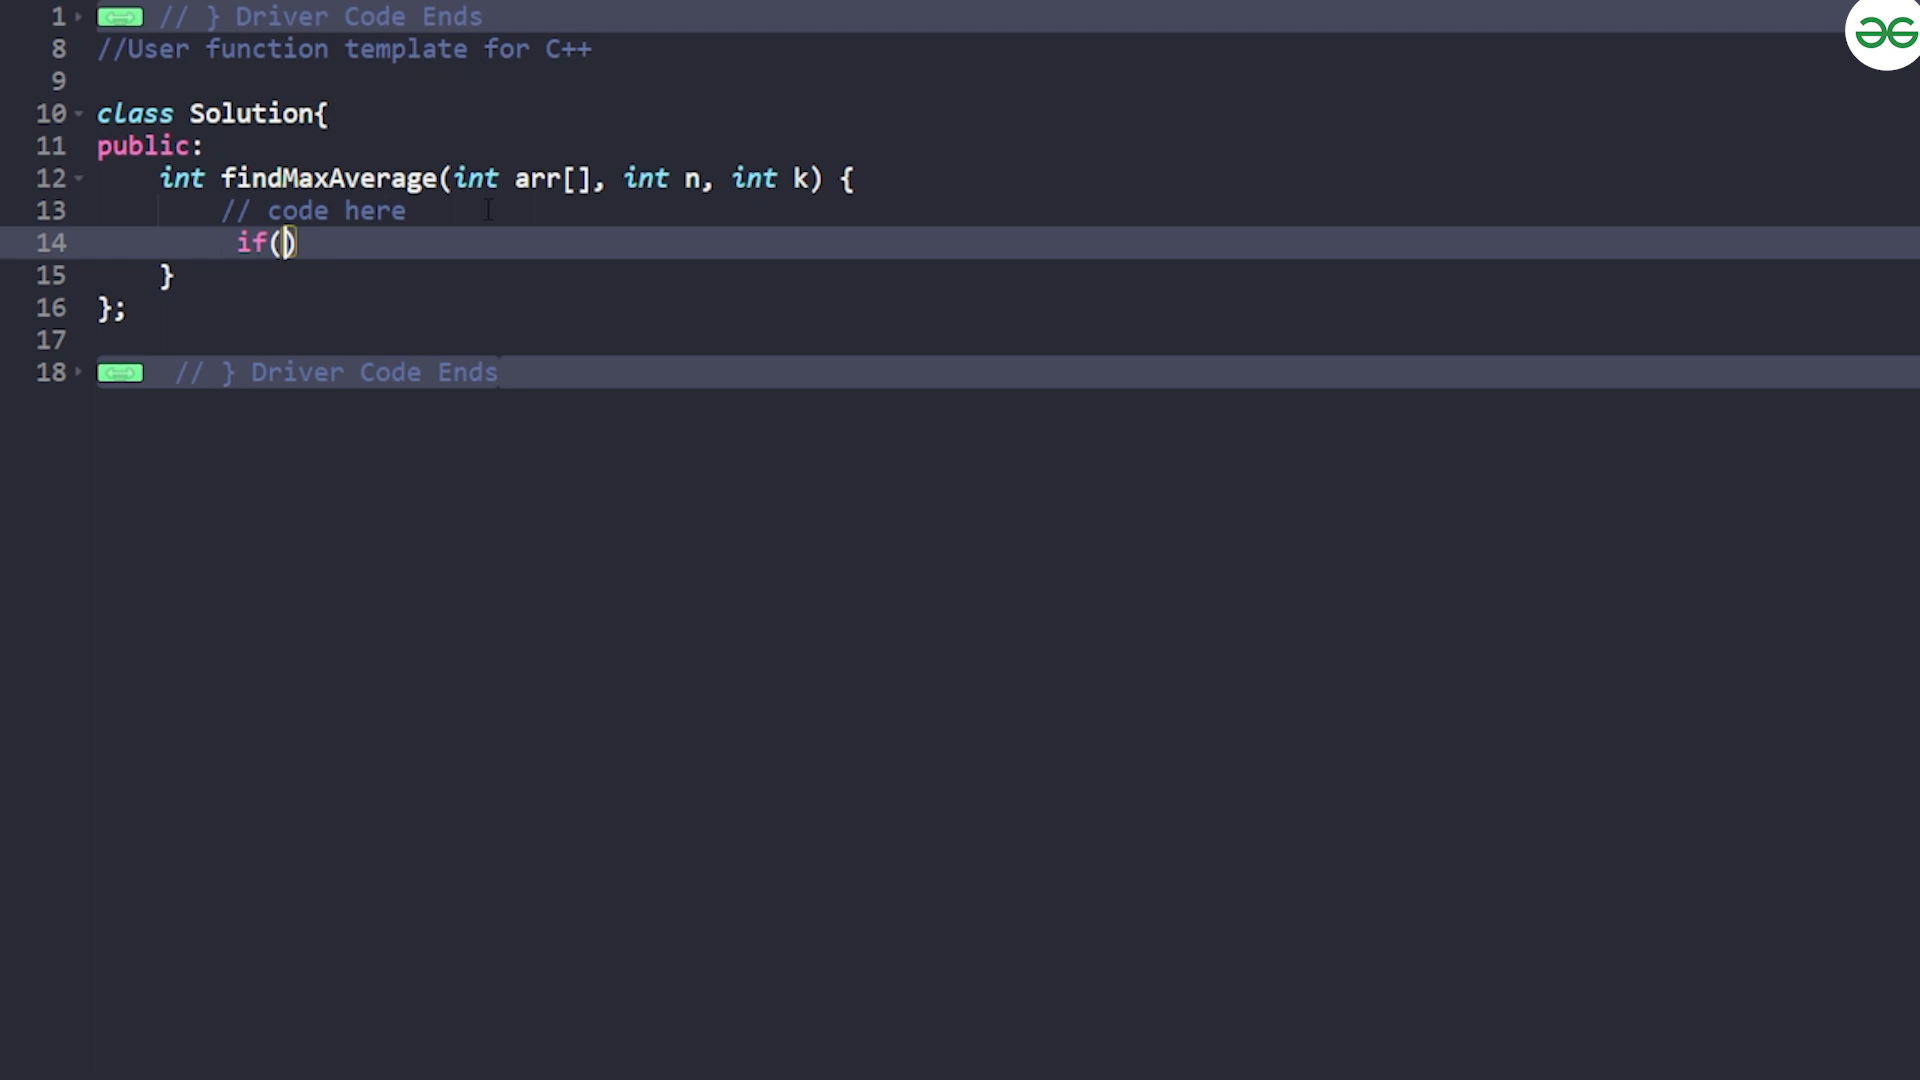 1 // } Driver Code Ends
8 //User function template for C++
9
10 class Solution{
11 public:
12     int findMaxAverage(int arr[], int n, int k) {
13         // code here
14          if()
15     }
16 };
17
18  // } Driver Code Ends